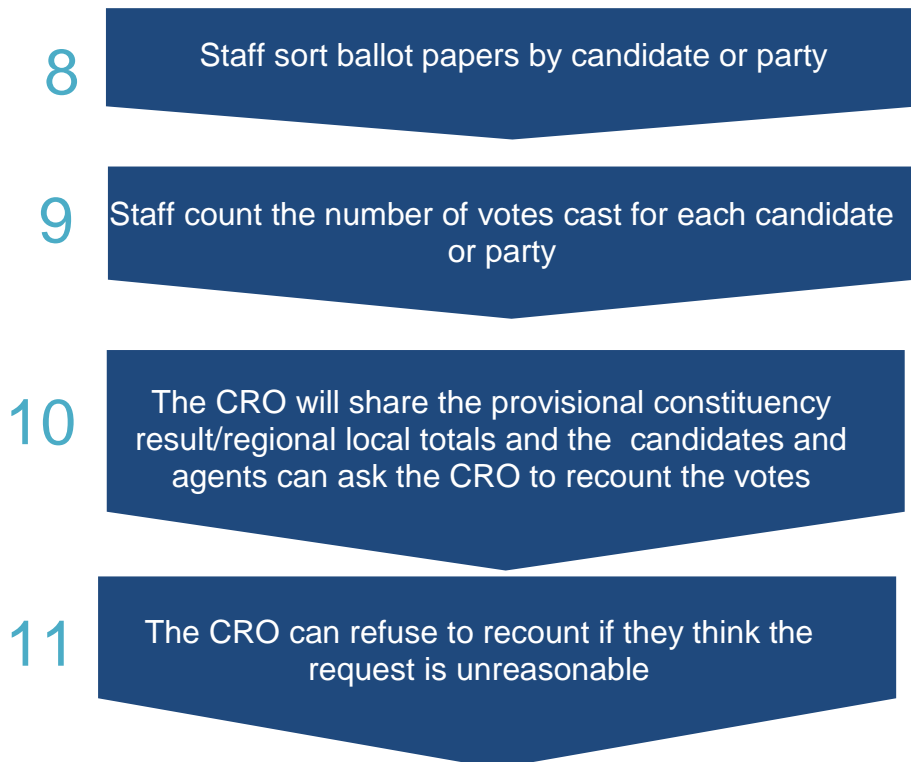 8
Staff sort ballot papers by candidate or party
9
Staff count the number of votes cast for each candidate
or party
10
The CRO will share the provisional constituency
result/regional local totals and the  candidates and
agents can ask the CRO to recount the votes
11
The CRO can refuse to recount if they think the
request is unreasonable